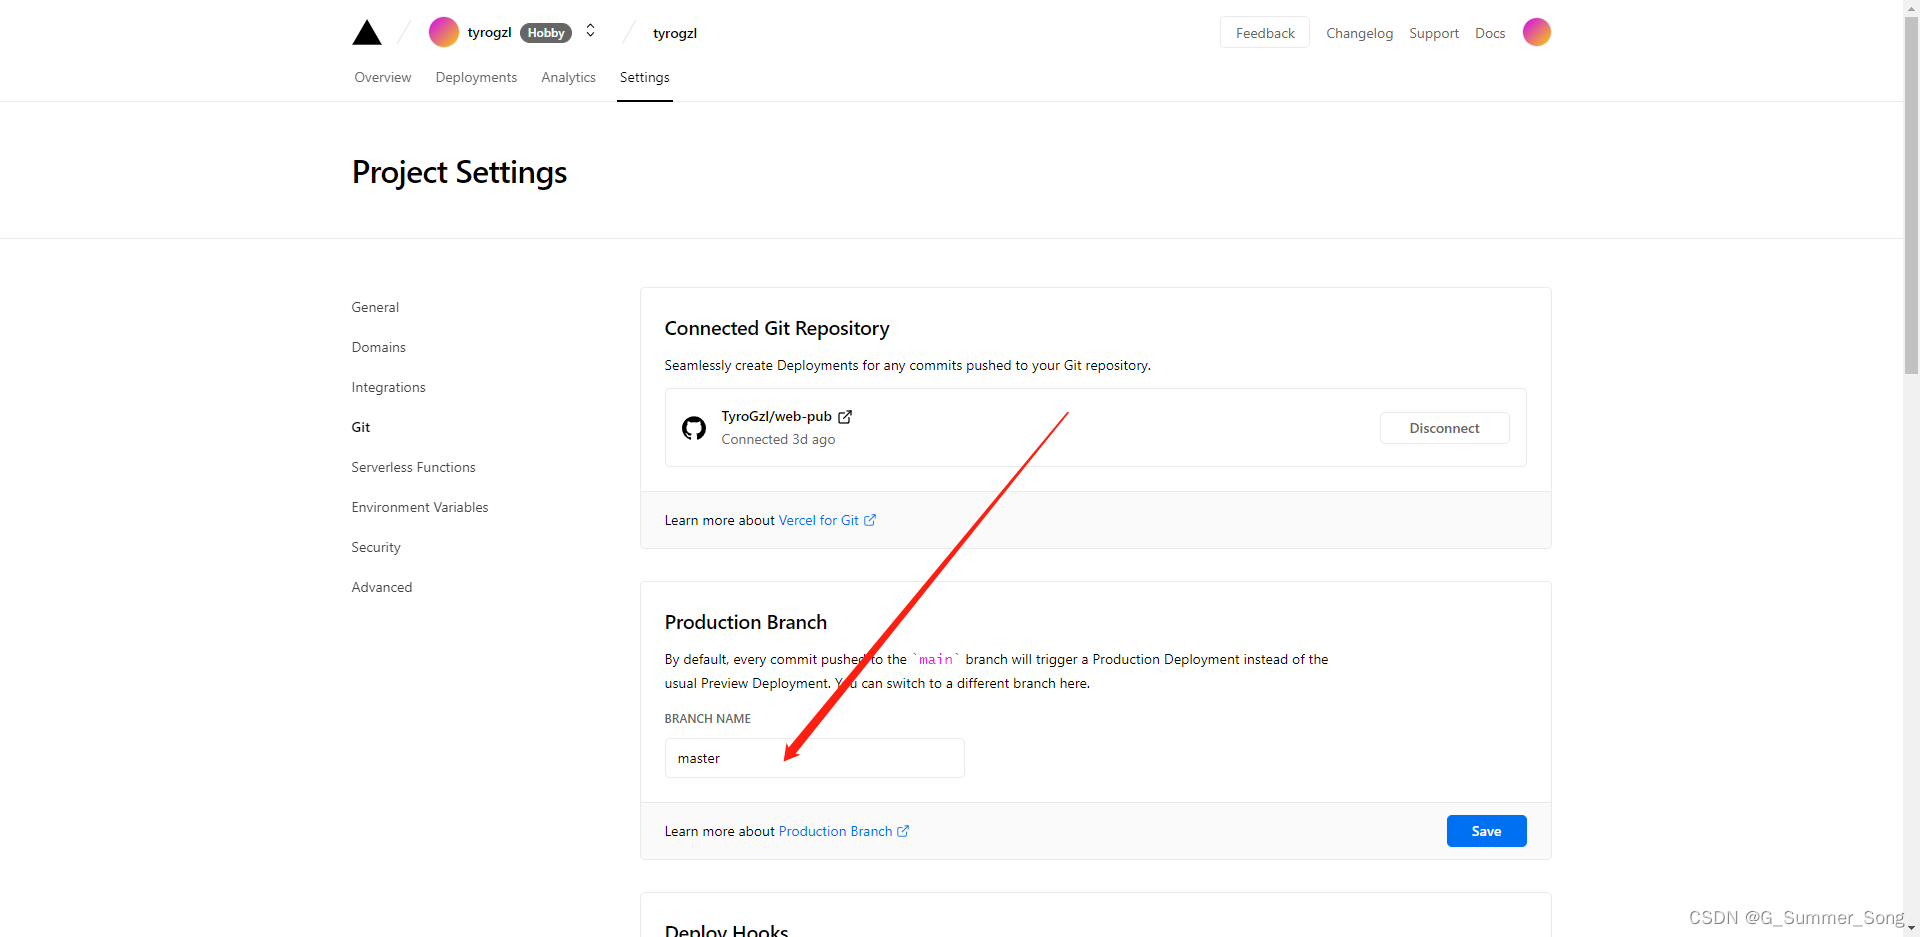 tyrogzl Hobby tyrogzl Feedback Changelog Support Docs
Overview Deployments Analytics Settings
Project Settings
General
Domains
Integrations
Git
Serverless Functions
Environment Variables
Security
Advanced
Connected Git Repository
Seamlessly create Deployments for any commits pushed to your Git repository.
TyroGzl/web-pub
Connected 3d ago
Disconnect
Learn more about Vercel for Git
Production Branch
By default, every commit pushed to the `main` branch will trigger a Production Deployment instead of the
usual Preview Deployment. You can switch to a different branch here.
BRANCH NAME
master
Learn more about Production Branch
Save
Deploy Hooks
CSDN @G_Summer_Song